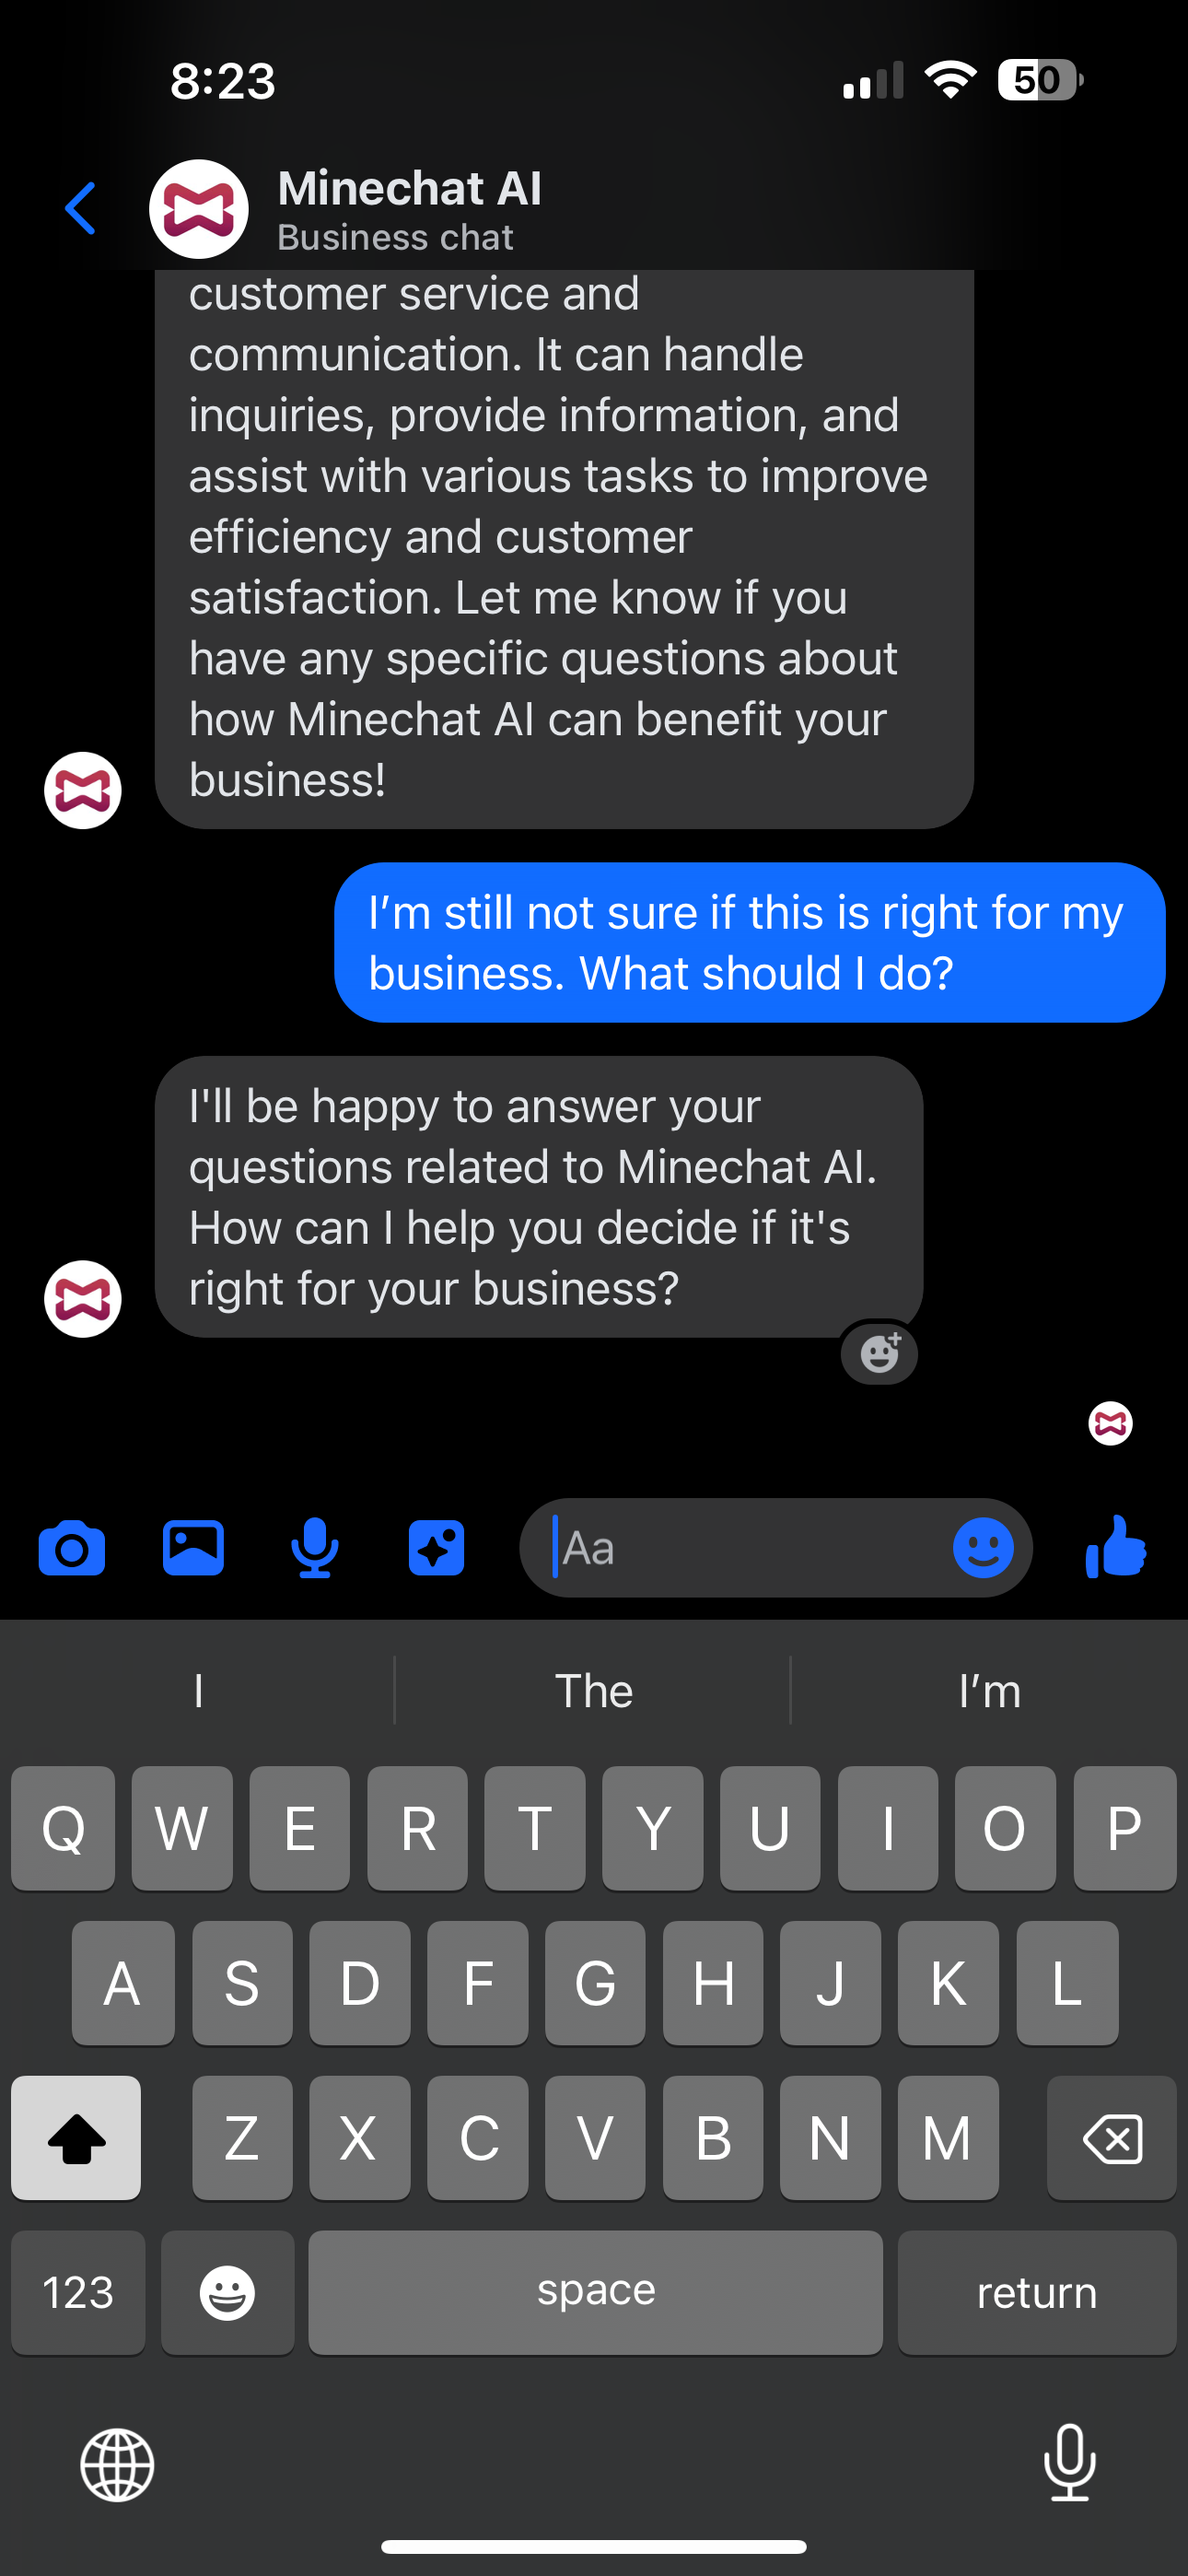 8:23
50
Minechat AI
Business chat
customer service and
communication. It can handle
inquiries, provide information, and
assist with various tasks to improve
efficiency and customer
satisfaction. Let me know if you
have any specific questions about
how Minechat AI can benefit your
business!
I’m still not sure if this is right for my
business. What should I do?
I'll be happy to answer your
questions related to Minechat AI.
How can I help you decide if it's
right for your business?
Aa
I The I’m
Q W E R T Y U I O P
A S D F G H J K L
Z X C V B N M
123 space return